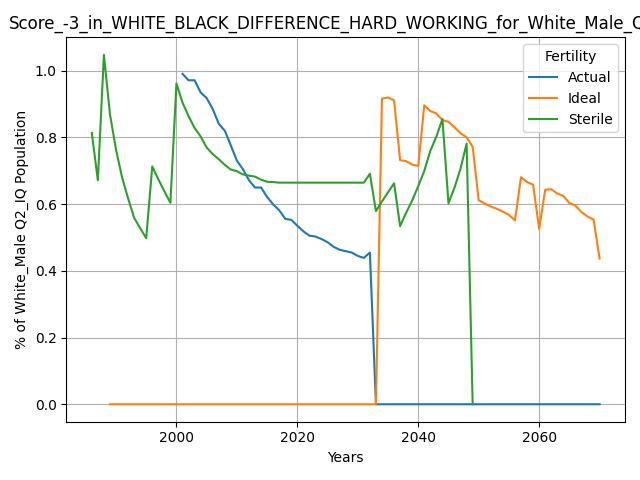 Score_-3_in_WHITE_BLACK_DIFFERENCE_HARD_WORKING_for_White_Male_Q
% of White_Male Q2_IQ Population
1.0
0.8
0.6
0.4
0.2
0.0
Fertility
Actual
Ideal
Sterile
2000 2020 2040 2060
Years